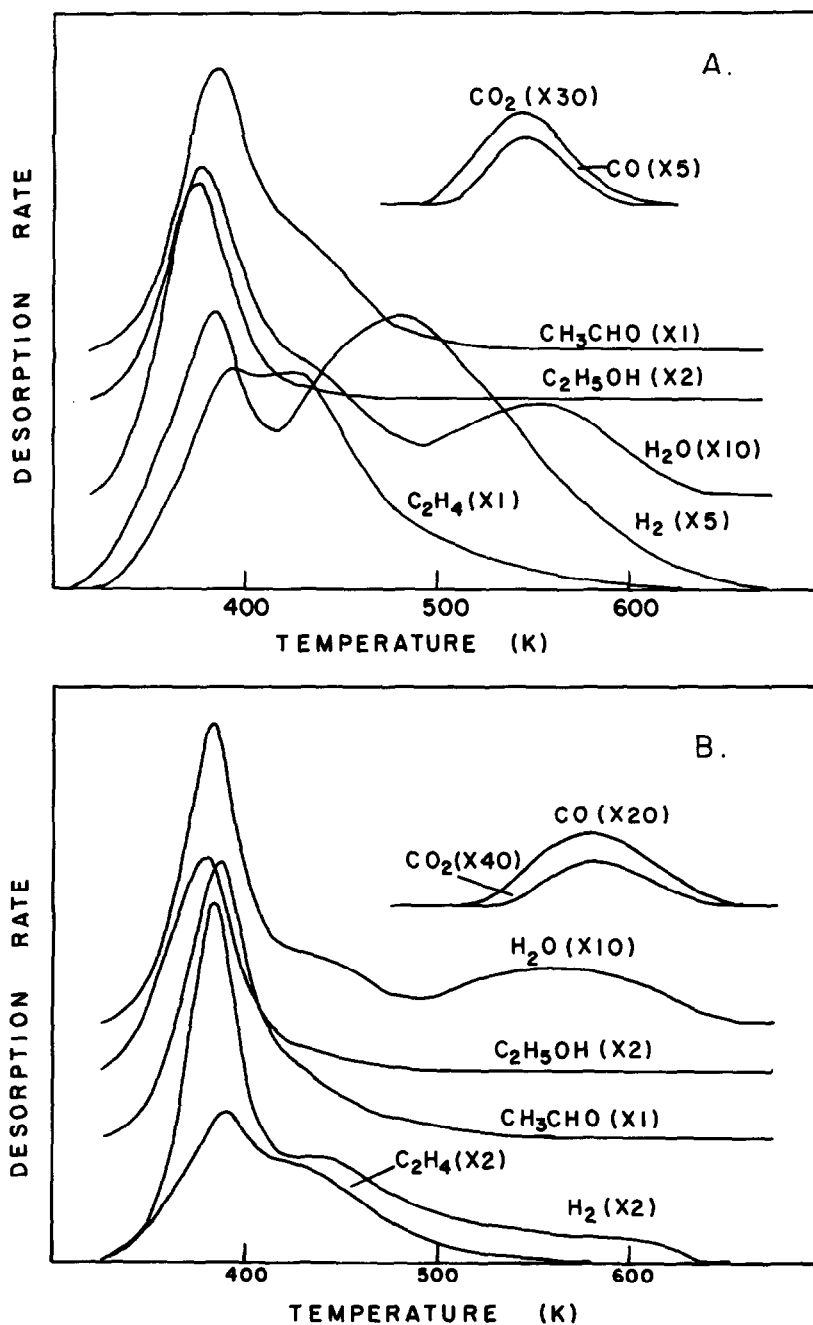 A.
CO₂ (X30)
CO (X5)
CH₃CHO (X1)
C₂H₅OH (X2)
H₂O (X10)
C₂H₄ (X1)
H₂ (X5)
DESORPTION RATE
400 500 600
TEMPERATURE (K)
B.
CO (X20)
CO₂ (X40)
H₂O (X10)
C₂H₅OH (X2)
CH₃CHO (X1)
C₂H₄ (X2)
H₂ (X2)
DESORPTION RATE
400 500 600
TEMPERATURE (K)